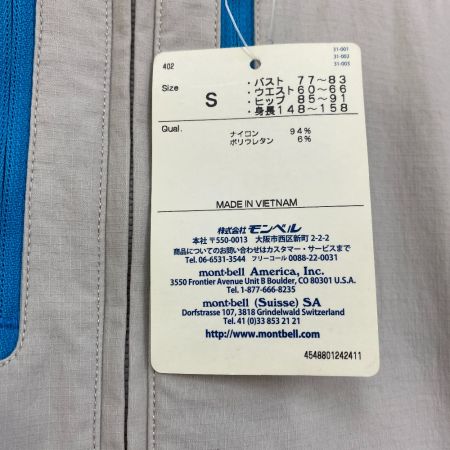 31-001
31-002
31-003
402
Size
S
・バスト 77～83
・ウエスト60～66
・ヒップ 85～91
・身長148～158
Qual.
ナイロン 94%
ポリウレタン 6%
MADE IN VIETNAM
株式会社 モンベル
本社 〒550-0013 大阪市西区新町 2-2-2
商品についてのお問い合わせはカスタマー・サービスまで
Tel. 06-6531-3544 フリーコール 0088-22-0031
mont-bell America, Inc.
3550 Frontier Avenue Unit B Boulder, CO 80301 U.S.A.
Tel. 1-877-666-8235
mont-bell (Suisse) SA
Dorfstrasse 107, 3818 Grindelwald Switzerland
Tel. 41 (0)33 853 21 21
http://www.montbell.com
4548801242411